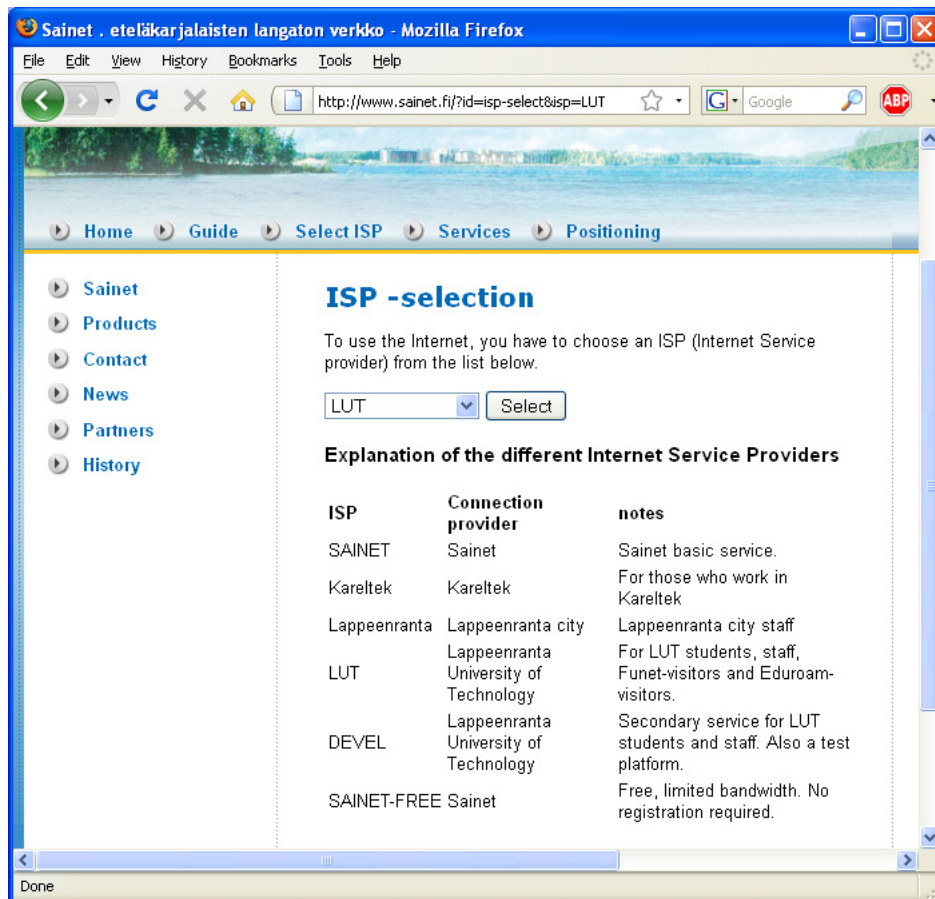 Sainet . eteläkarjalaisten langaton verkko - Mozilla Firefox
File Edit View History Bookmarks Tools Help
http://www.sainet.fi/?id=isp-select&isp=LUT G Google ABP
Home Guide Select ISP Services Positioning
Sainet
Products
Contact
News
Partners
History
ISP -selection
To use the Internet, you have to choose an ISP (Internet Service
provider) from the list below.
LUT Select
Explanation of the different Internet Service Providers
ISP Connection provider notes
SAINET Sainet Sainet basic service.
Kareltek Kareltek For those who work in Kareltek
Lappeenranta Lappeenranta city Lappeenranta city staff
LUT Lappeenranta University of Technology For LUT students, staff, Funet-visitors and Eduroam-visitors.
DEVEL Lappeenranta University of Technology Secondary service for LUT students and staff. Also a test platform.
SAINET-FREE Sainet Free, limited bandwidth. No registration required.
Done